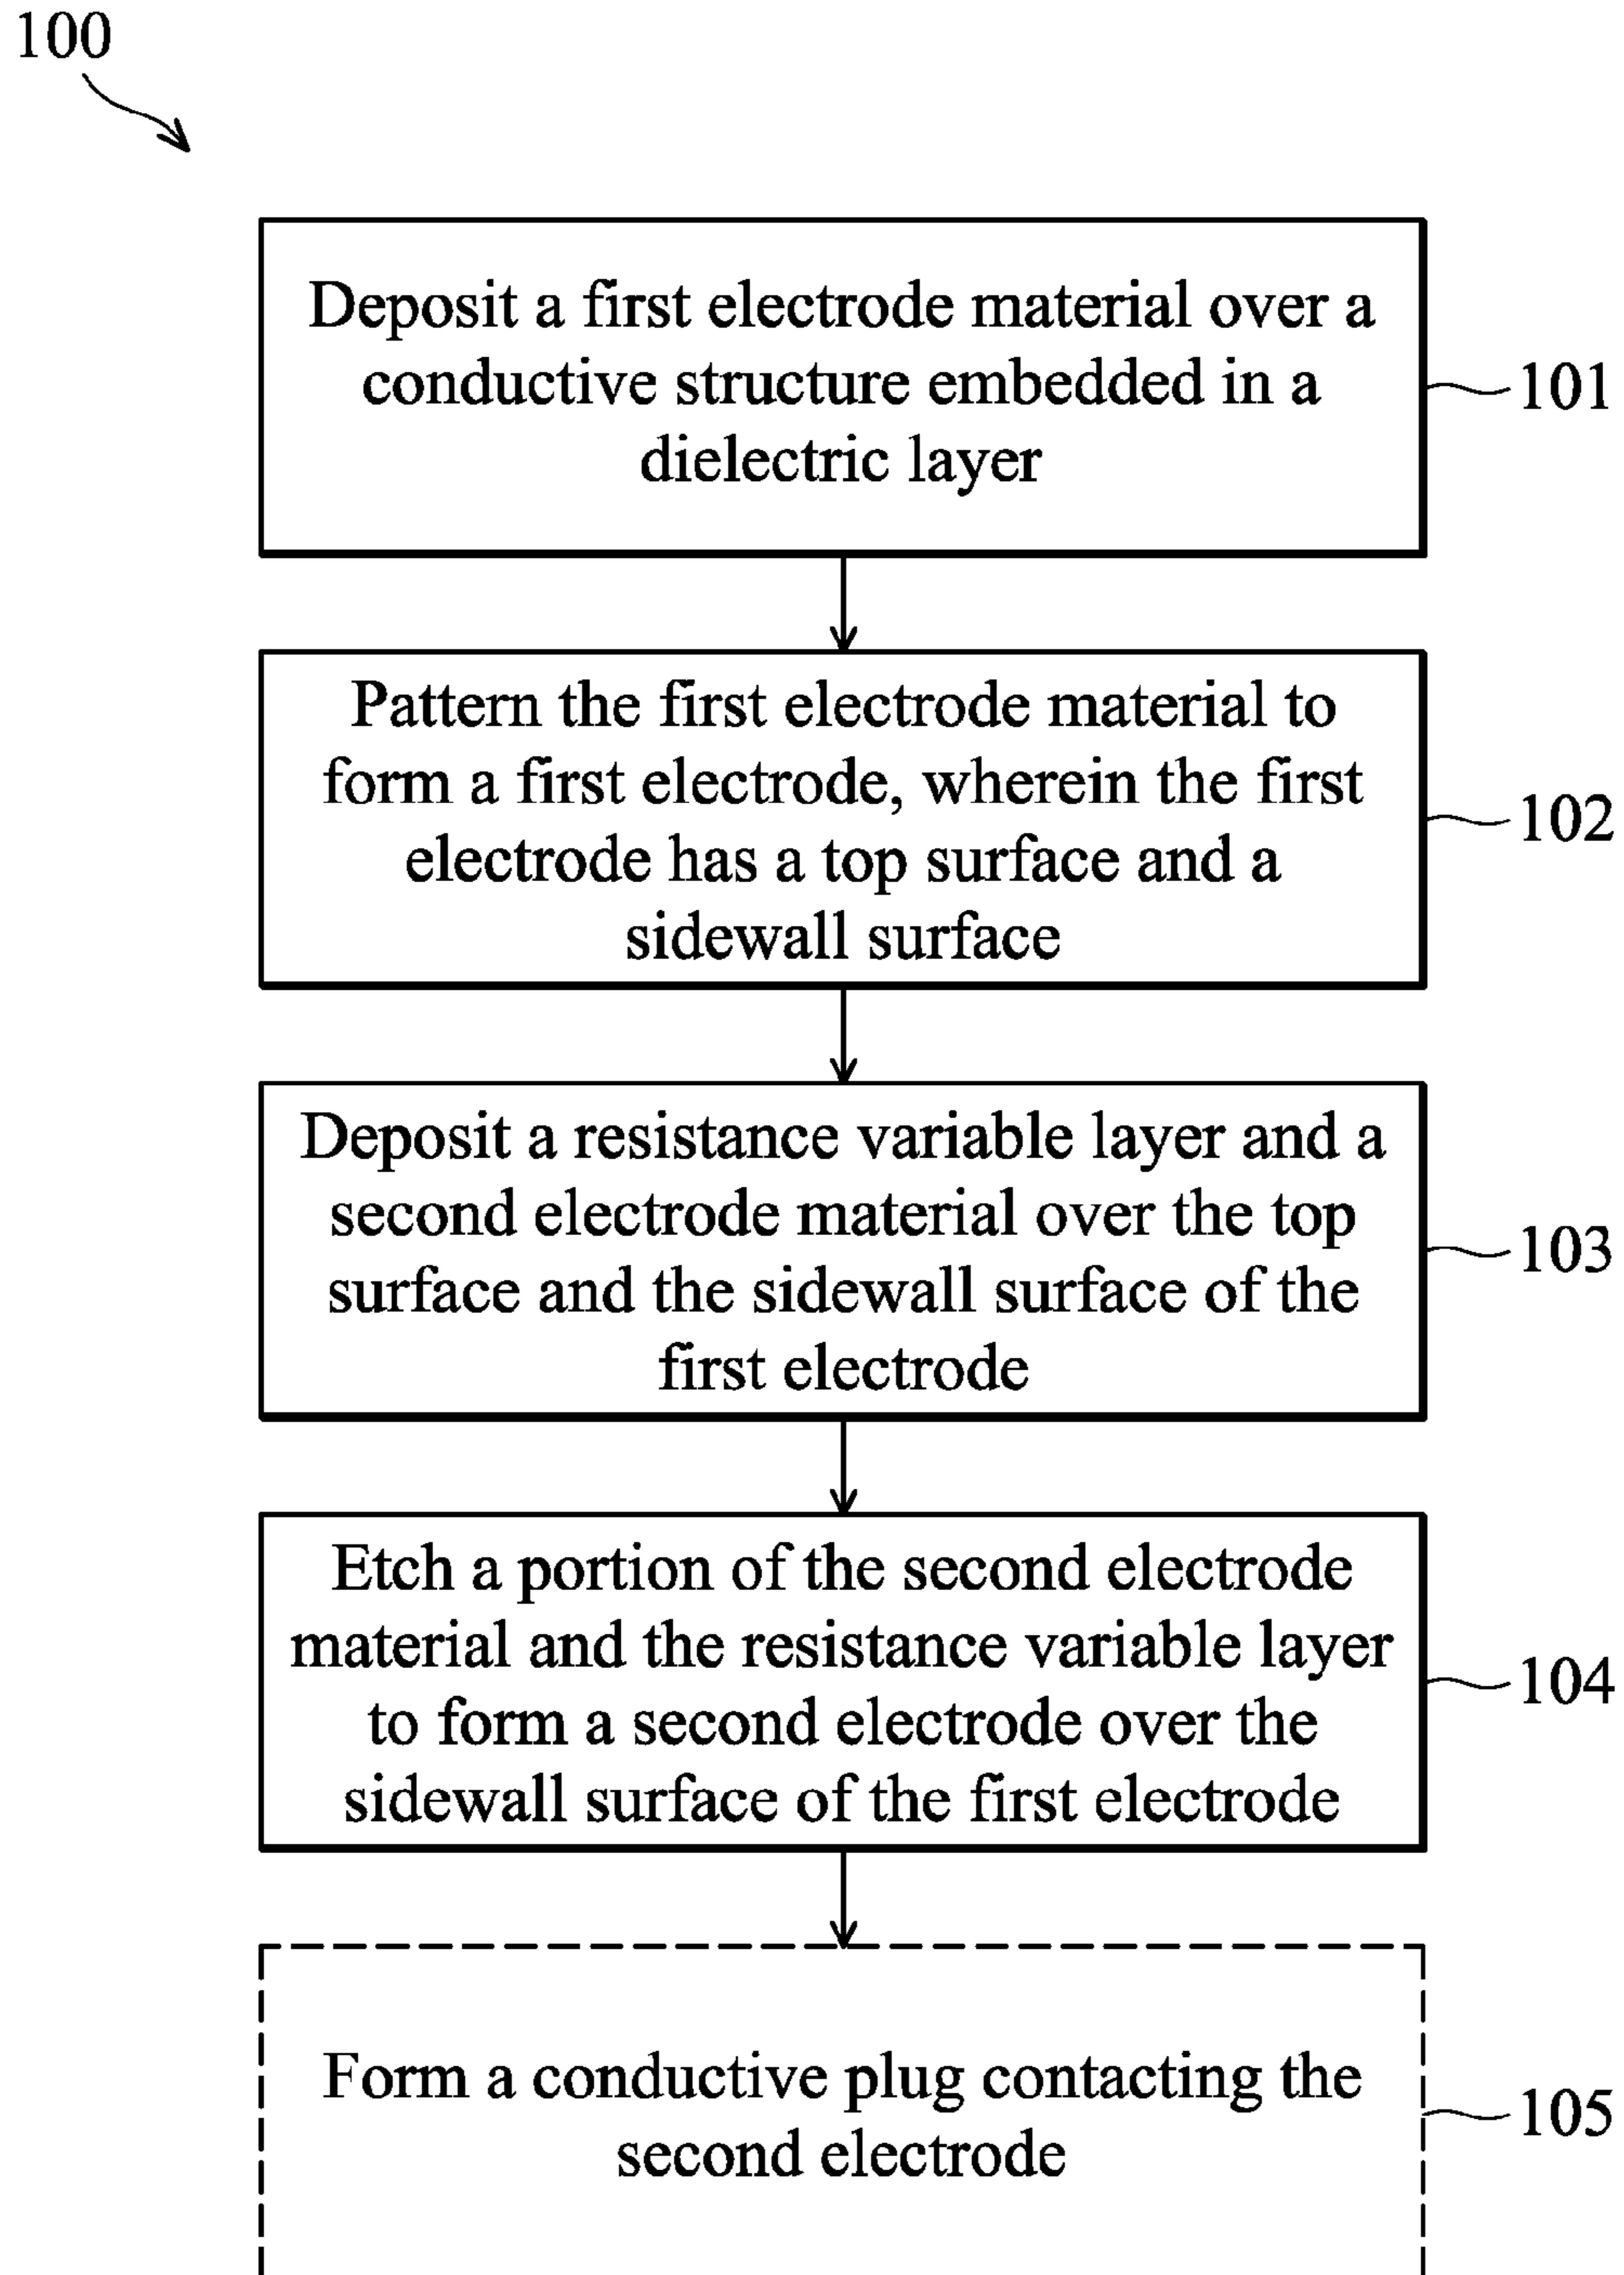 100
Deposit a first electrode material over a
conductive structure embedded in a
dielectric layer
101
Pattern the first electrode material to
form a first electrode, wherein the first
electrode has a top surface and a
sidewall surface
102
Deposit a resistance variable layer and a
second electrode material over the top
surface and the sidewall surface of the
first electrode
103
Etch a portion of the second electrode
material and the resistance variable layer
to form a second electrode over the
sidewall surface of the first electrode
104
Form a conductive plug contacting the
second electrode
105